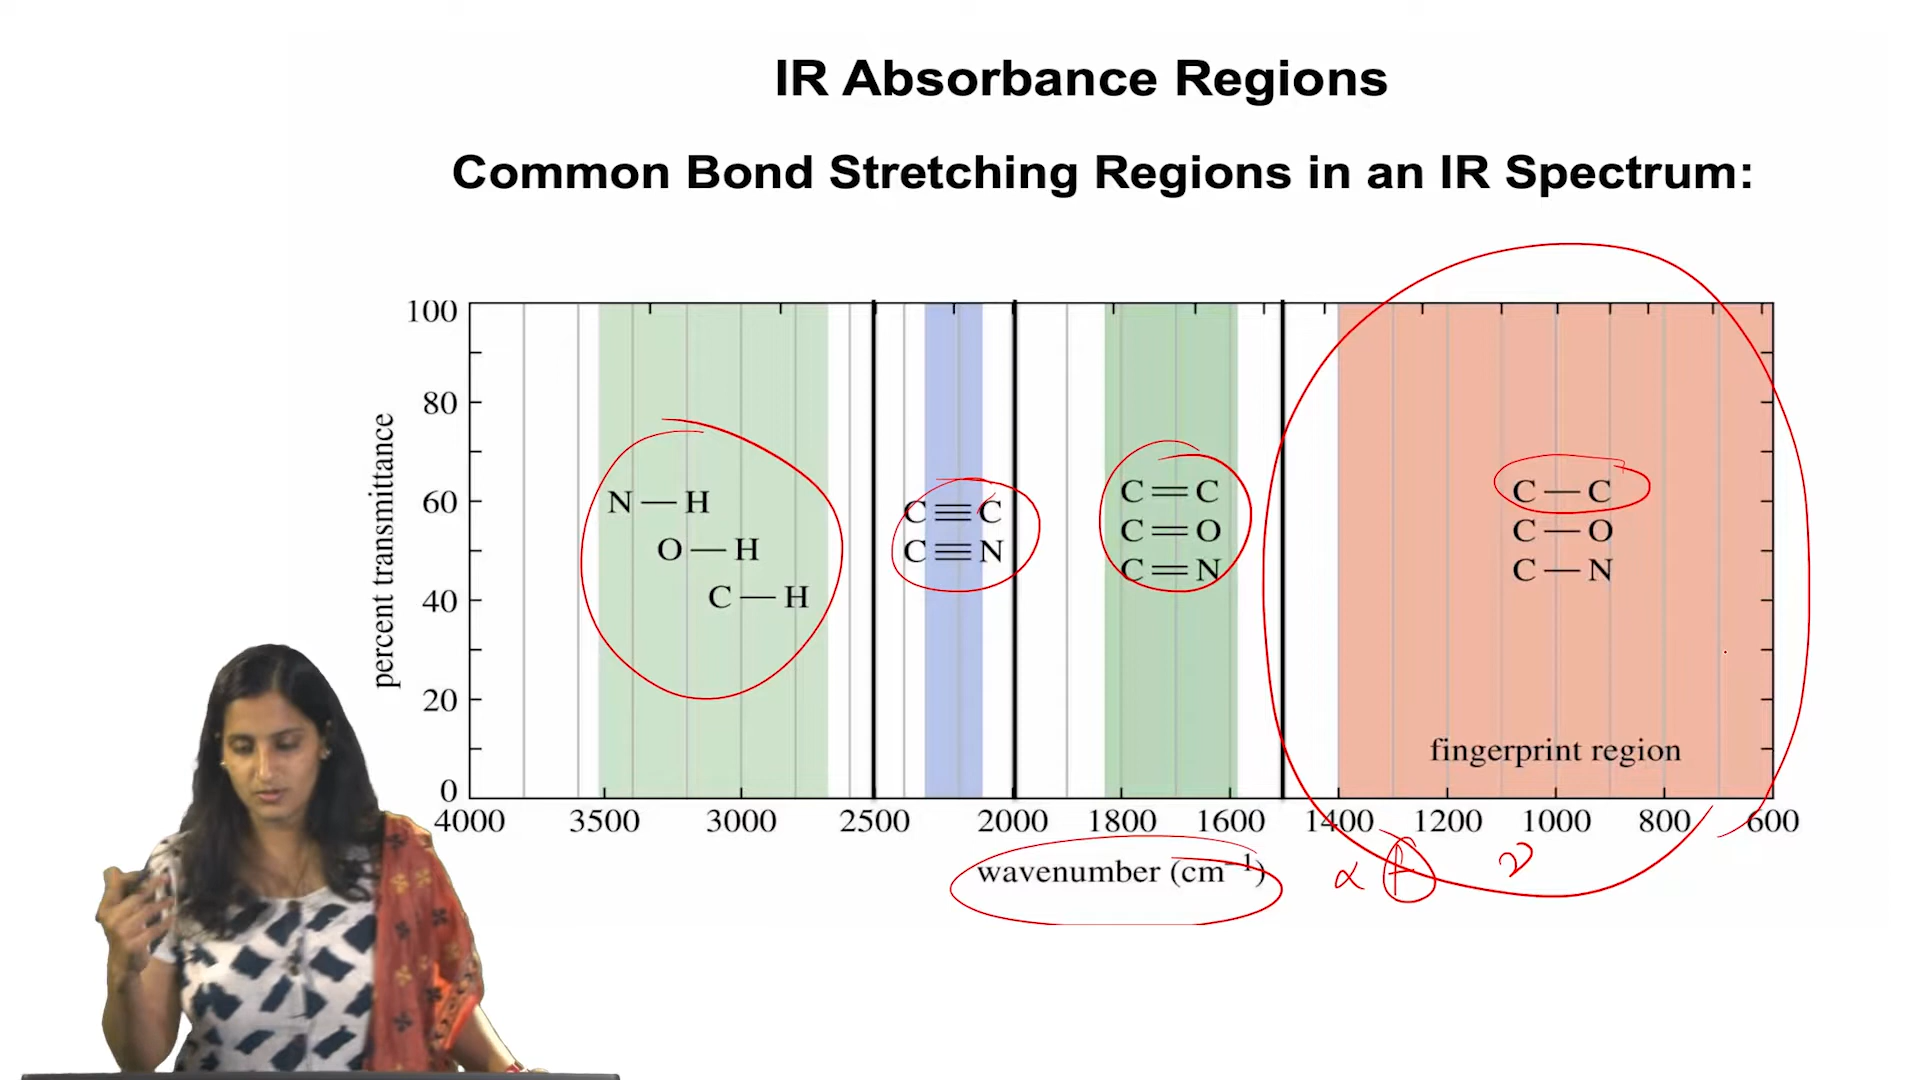 IR Absorbance Regions
Common Bond Stretching Regions in an IR Spectrum:
percent transmittance
100
80
60
40
20
0
N — H
O — H
C — H
C ≡ C
C ≡ N
C = C
C = O
C = N
C — C
C — O
C — N
fingerprint region
4000 3500 3000 2500 2000 1800 1600 1400 1200 1000 800 600
wavenumber (cm⁻¹)